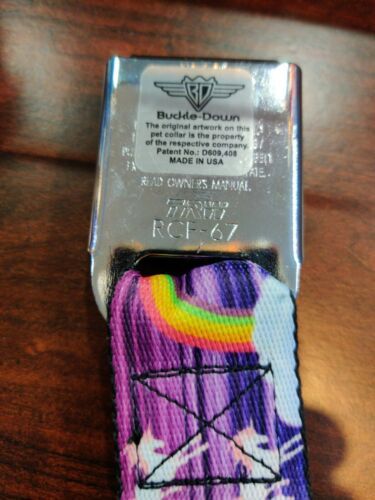 BD
Buckle-Down
The original artwork on this
pet collar is the property
of the respective company.
Patent No.: D609,408
MADE IN USA
READ OWNER'S MANUAL
RCF-67